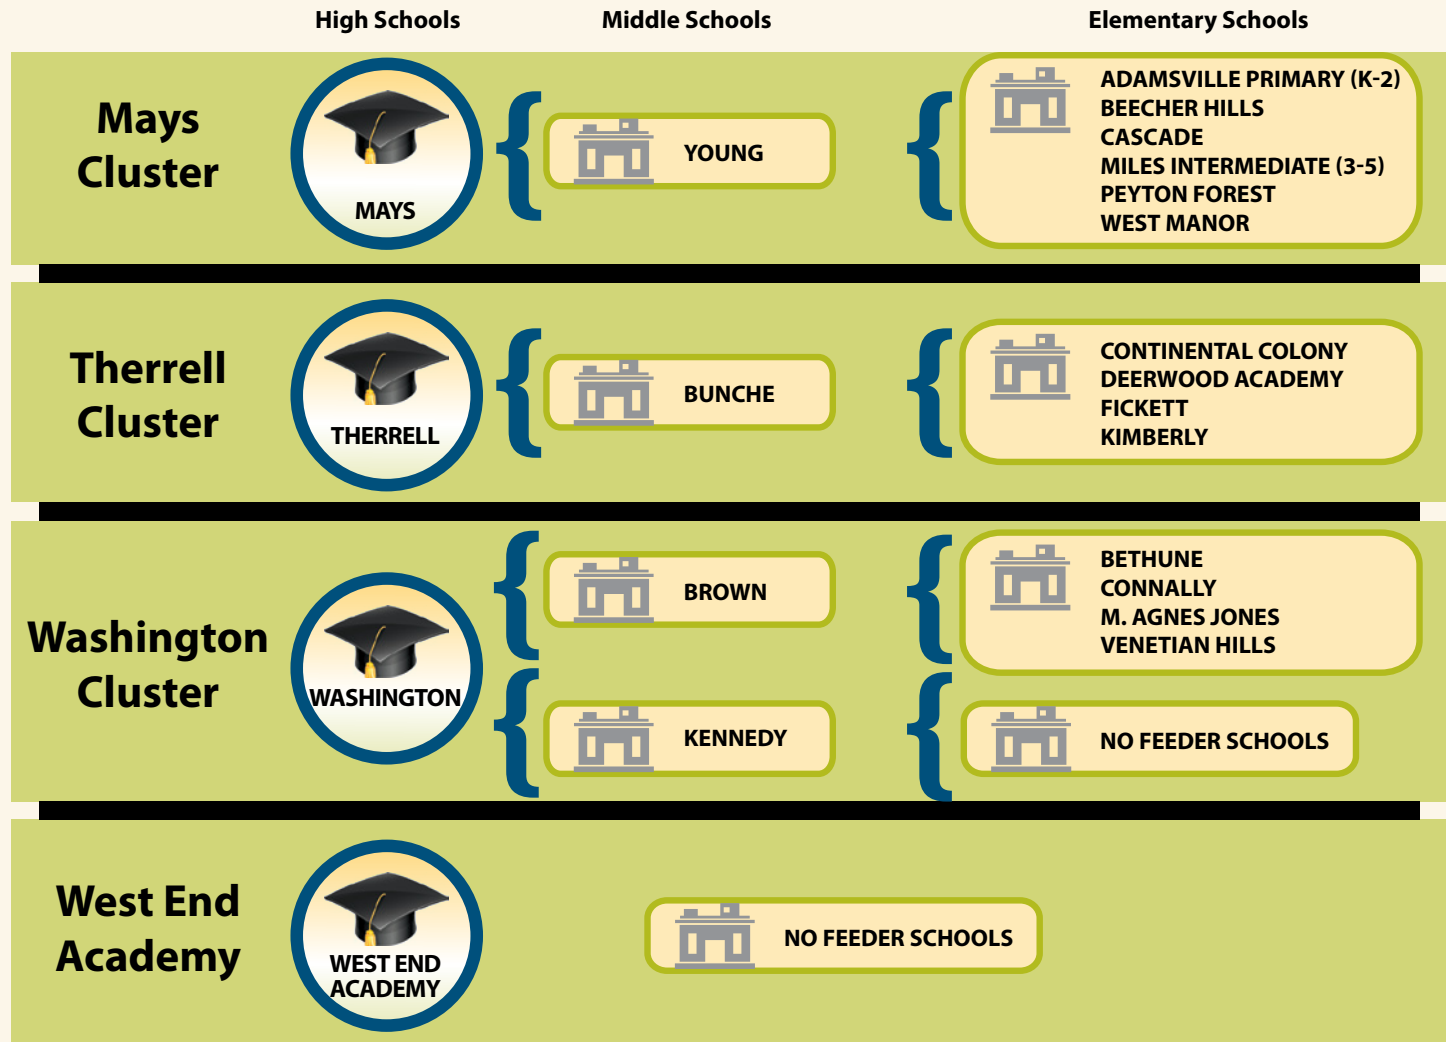 High Schools
Middle Schools
Elementary Schools
Mays
Cluster
MAYS
YOUNG
ADAMSVILLE PRIMARY (K-2)
BEECHER HILLS
CASCADE
MILES INTERMEDIATE (3-5)
PEYTON FOREST
WEST MANOR
Therrell
Cluster
THERRELL
BUNCHE
CONTINENTAL COLONY
DEERWOOD ACADEMY
FICKETT
KIMBERLY
Washington
Cluster
WASHINGTON
BROWN
BETHUNE
CONNALLY
M. AGNES JONES
VENETIAN HILLS
KENNEDY
NO FEEDER SCHOOLS
West End
Academy
WEST END
ACADEMY
NO FEEDER SCHOOLS